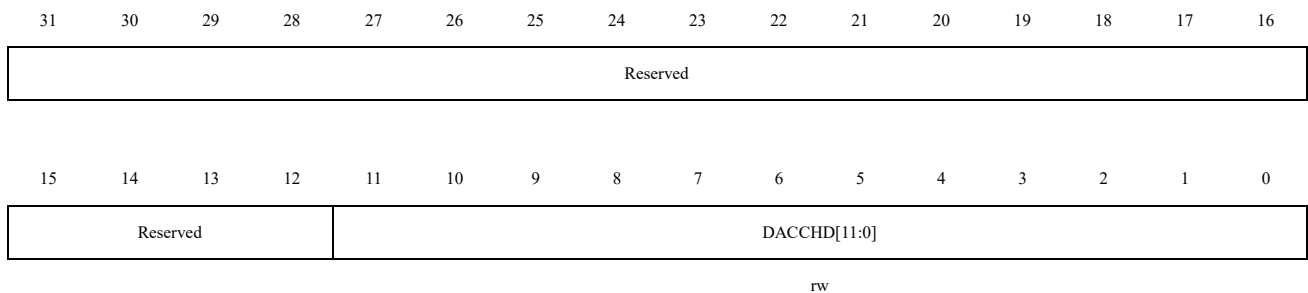 31 30 29 28 27 26 25 24 23 22 21 20 19 18 17 16
Reserved
15 14 13 12 11 10 9 8 7 6 5 4 3 2 1 0
Reserved DACCHD[11:0]
rw